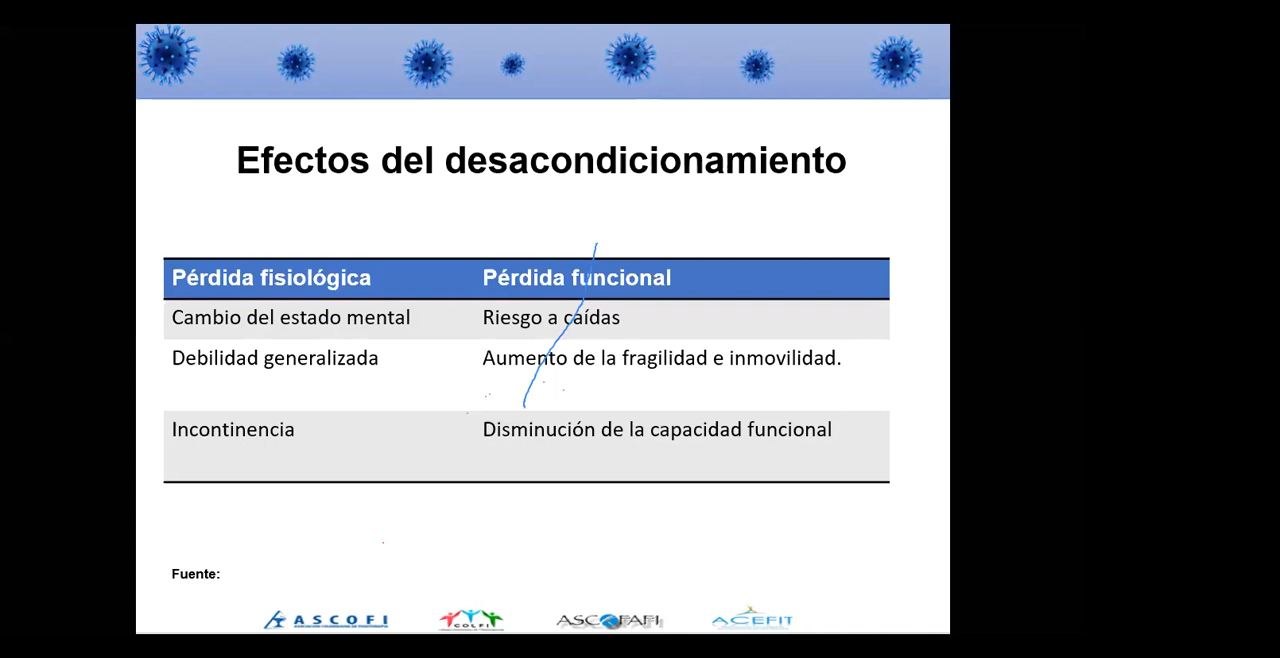 Efectos del desacondicionamiento
Pérdida fisiológica Pérdida funcional
Cambio del estado mental Riesgo a caídas
Debilidad generalizada Aumento de la fragilidad e inmovilidad.
Incontinencia Disminución de la capacidad funcional
Fuente:
ASCOFI COLFI ASCOFAFI ACEFIT